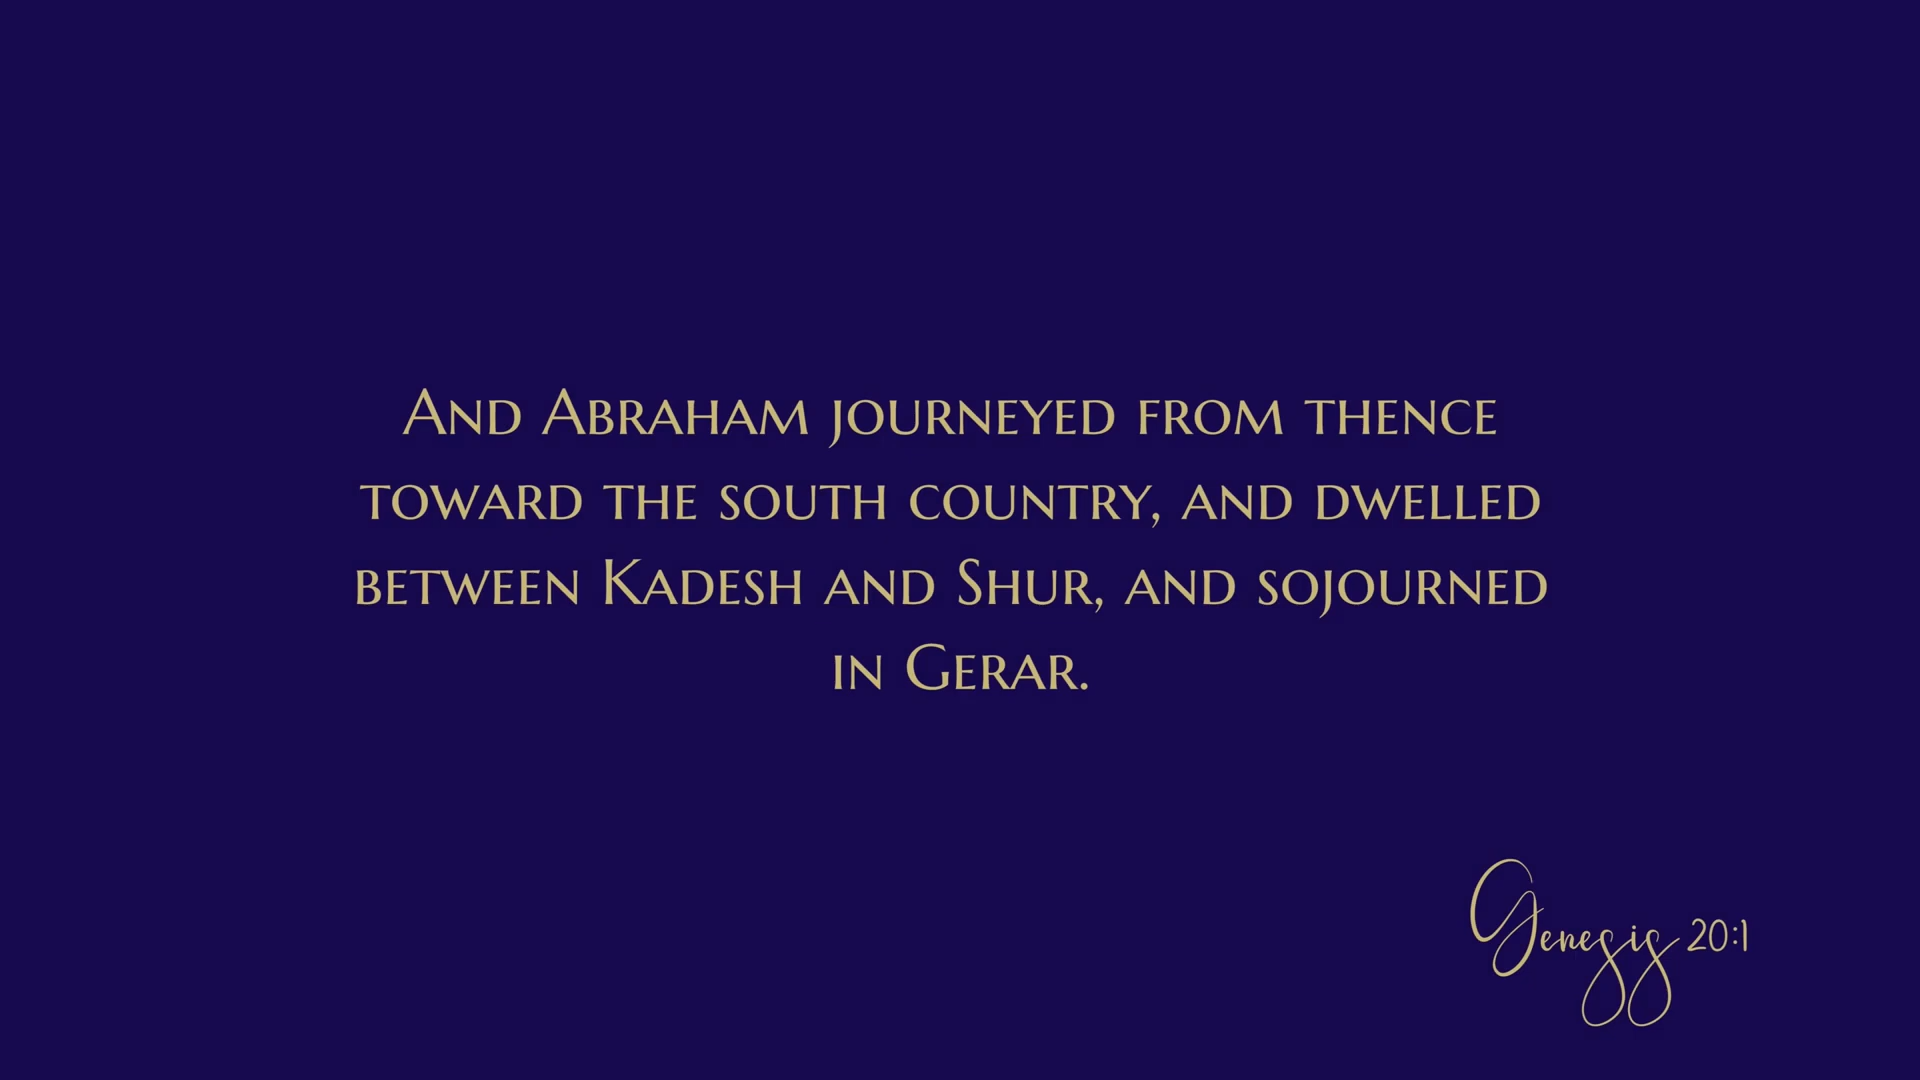 And Abraham journeyed from thence
toward the south country, and dwelled
between Kadesh and Shur, and sojourned
in Gerar.
Genesis 20:1